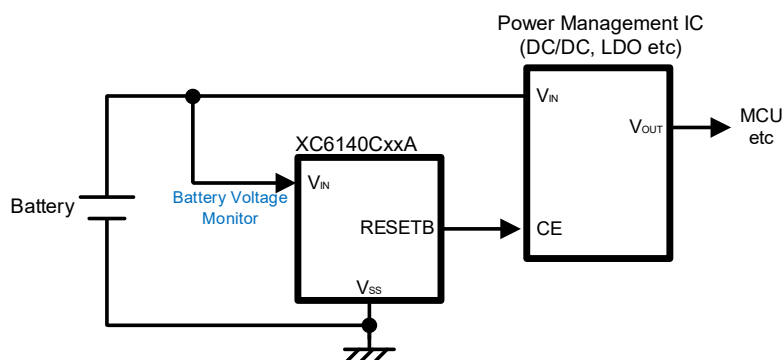 Power Management IC
(DC/DC, LDO etc)
VIN
VOUT
MCU
etc
XC6140CxxA
VIN
Battery Voltage
Monitor
Battery
RESETB
CE
VSS